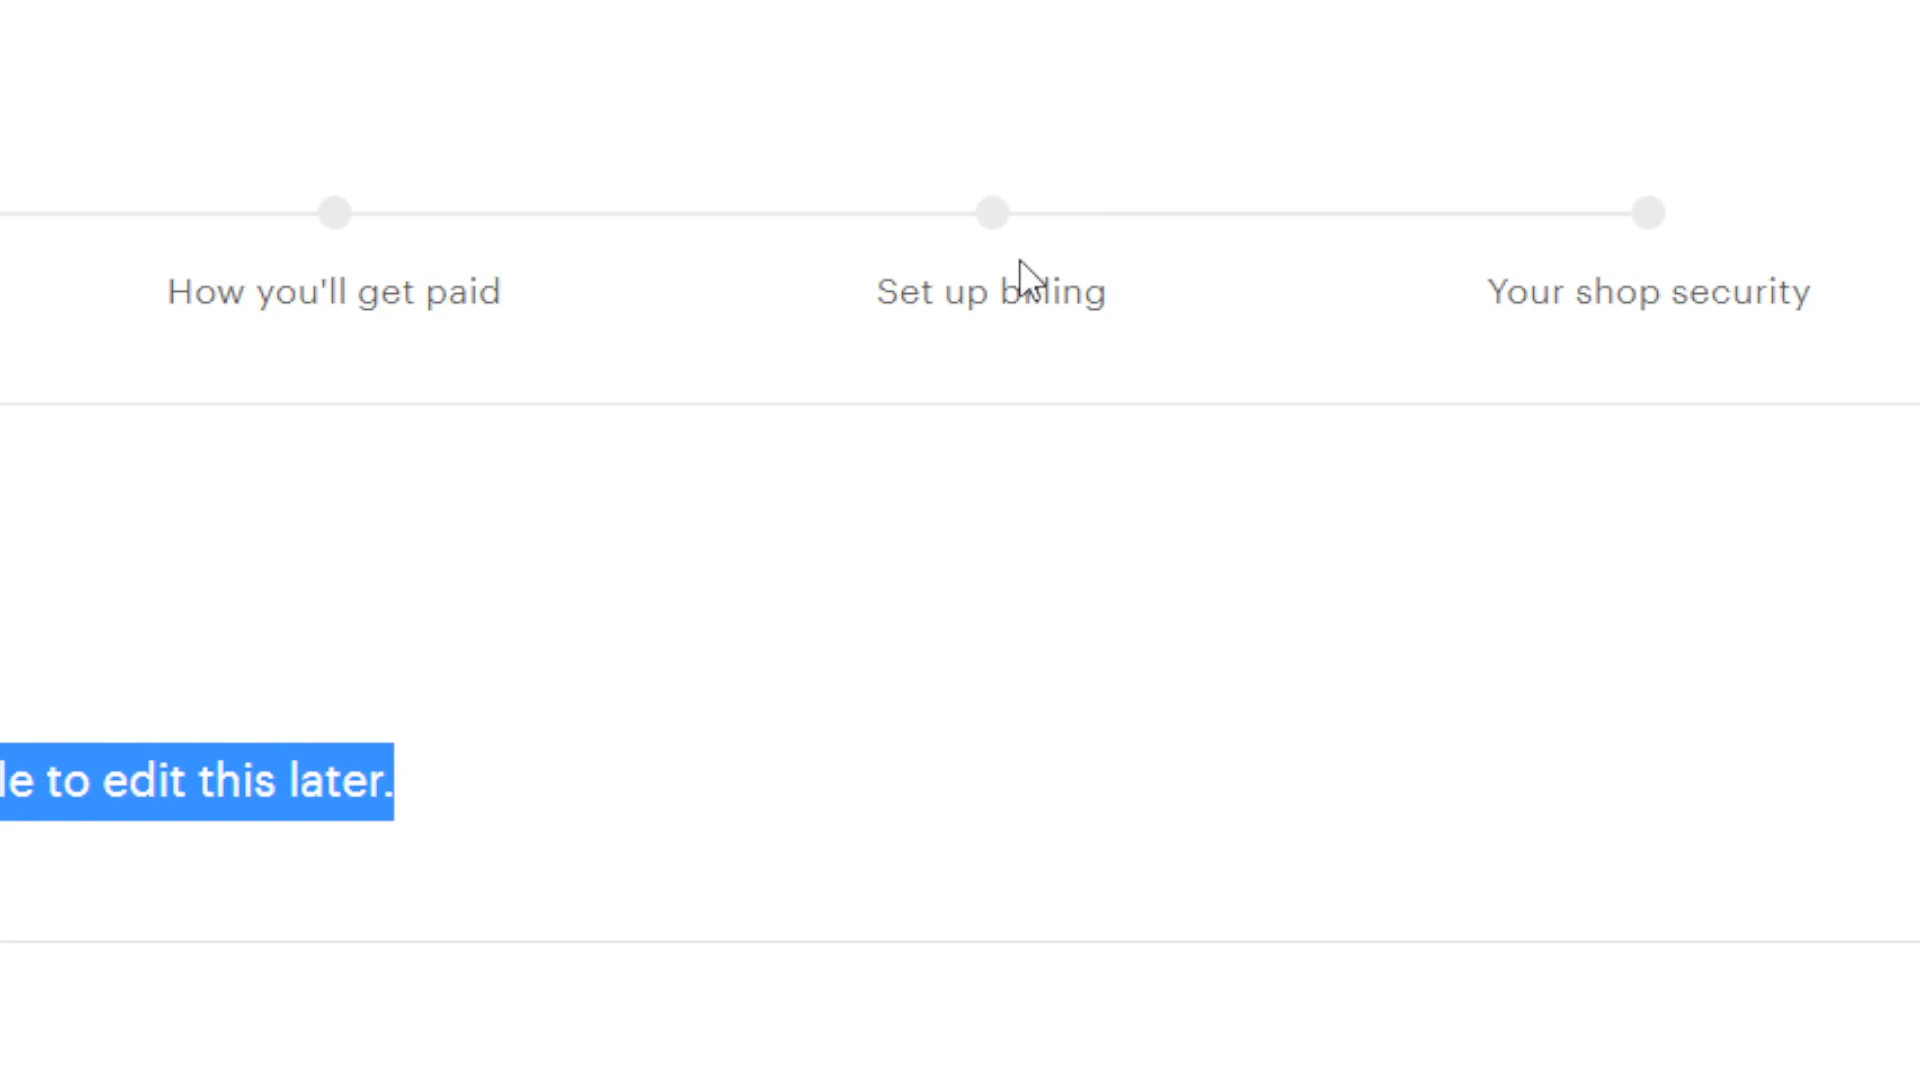 How you'll get paid
Set up billing
Your shop security
le to edit this later.